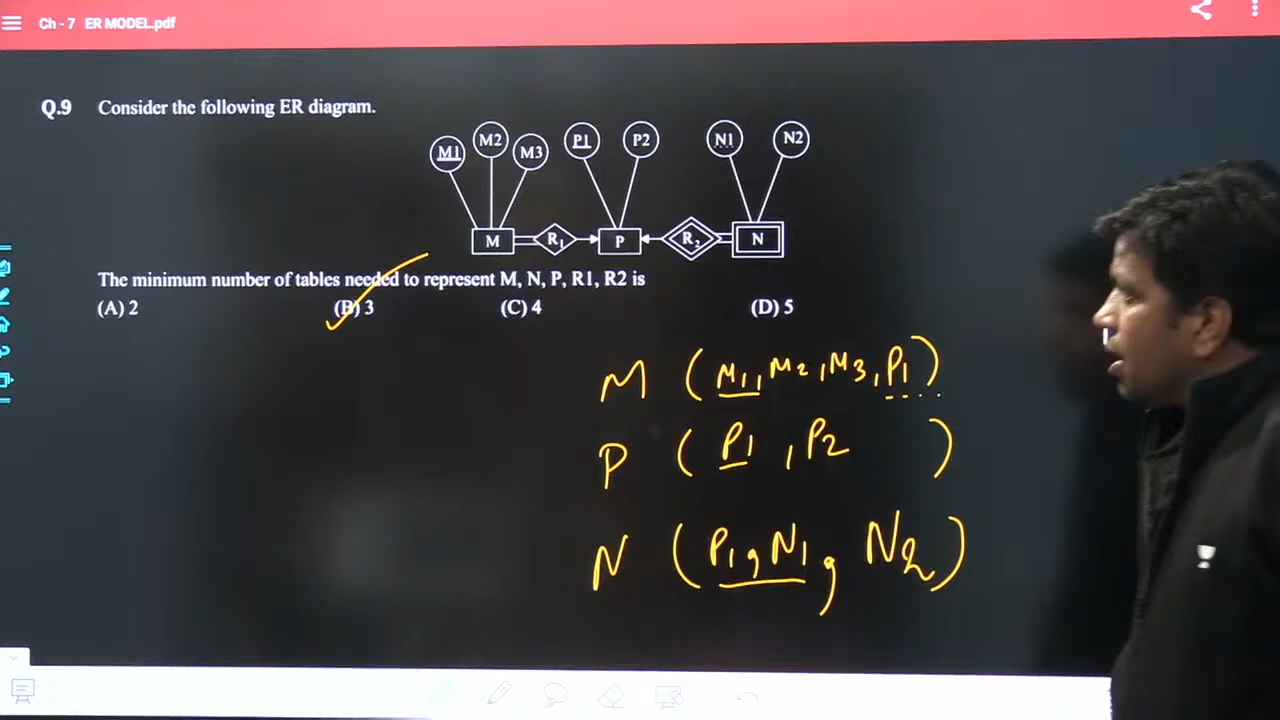 Ch - 7 ER MODEL.pdf
Q.9 Consider the following ER diagram.
M1 M2 M3 P1 P2 N1 N2
M R1 P R2 N
The minimum number of tables needed to represent M, N, P, R1, R2 is
(A) 2 (B) 3 (C) 4 (D) 5
M (M1, M2, M3, P1)
P (P1, P2 )
N (P1, N1, N2)